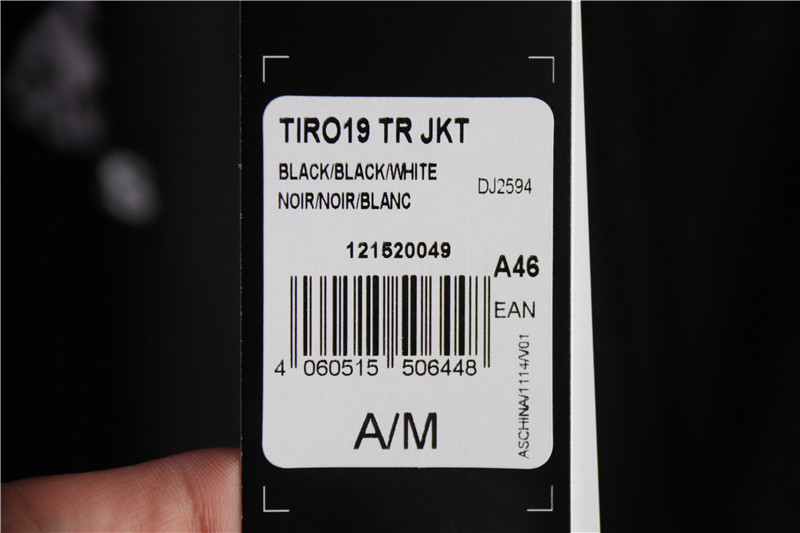 TIRO19 TR JKT
BLACK/BLACK/WHITE
NOIR/NOIR/BLANC
DJ2594
121520049
A46
EAN
4 060515 506448
ASCHINA/1114/V01
A/M